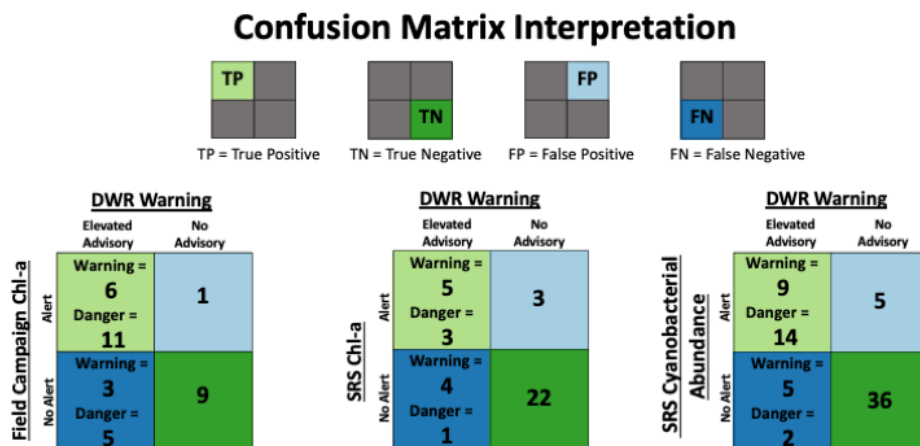 Confusion Matrix Interpretation
TP
TN
FP
FN
TP = True Positive
TN = True Negative
FP = False Positive
FN = False Negative
DWR Warning
Elevated Advisory
No Advisory
Field Campaign Chl-a
Alert
No Alert
Warning =
6
Danger =
11
1
Warning =
3
Danger =
5
9
DWR Warning
Elevated Advisory
No Advisory
SRS Chl-a
Alert
No Alert
Warning =
5
Danger =
3
3
Warning =
4
Danger =
1
22
DWR Warning
Elevated Advisory
No Advisory
SRS Cyanobacterial
Abundance
Alert
No Alert
Warning =
9
Danger =
14
5
Warning =
5
Danger =
2
36